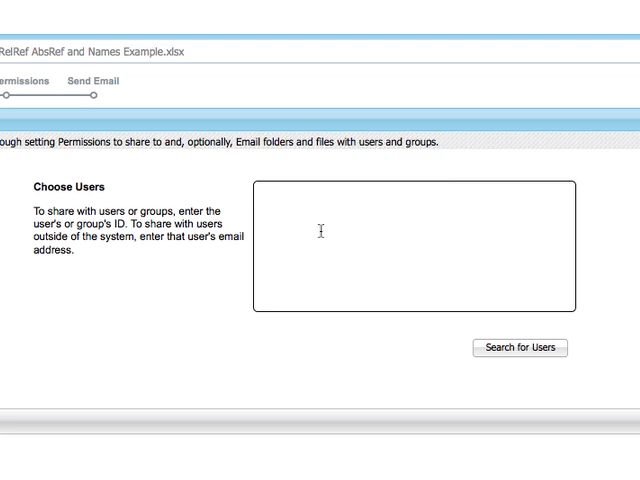 RelRef AbsRef and Names Example.xlsx
ermissions Send Email
ough setting Permissions to share to and, optionally, Email folders and files with users and groups.
Choose Users
To share with users or groups, enter the
user's or group's ID. To share with users
outside of the system, enter that user's email
address.
Search for Users